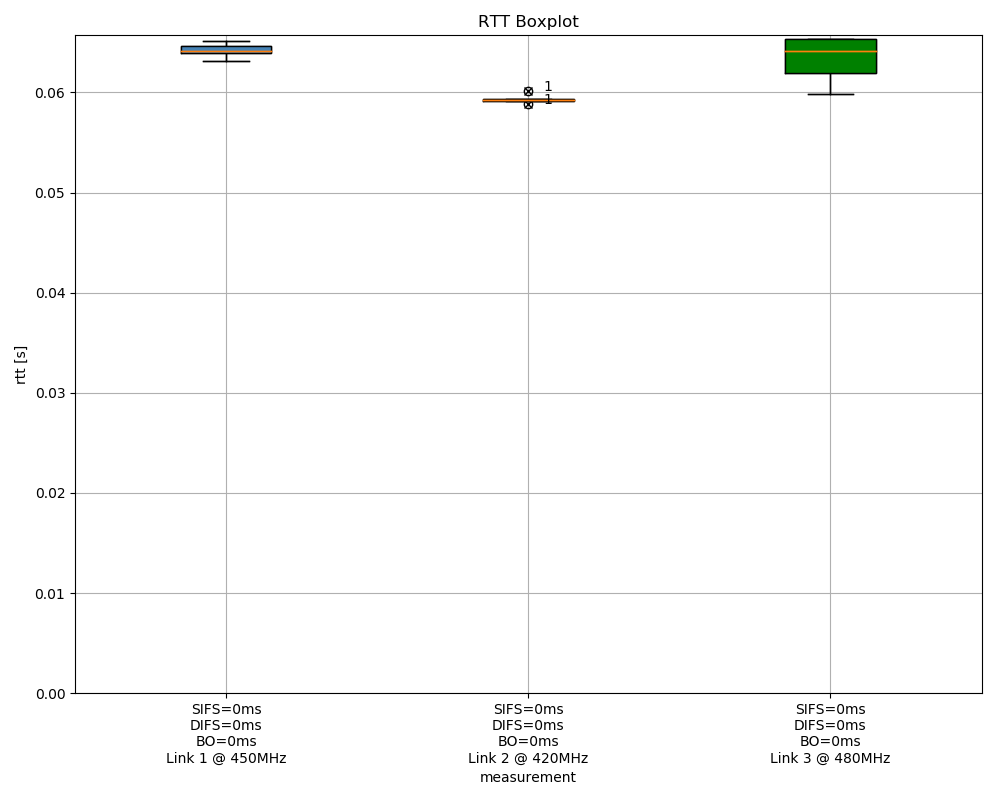 RTT Boxplot
rtt [s]
0.06
0.05
0.04
0.03
0.02
0.01
0.00
1
1
SIFS=0ms
DIFS=0ms
BO=0ms
Link 1 @ 450MHz
SIFS=0ms
DIFS=0ms
BO=0ms
Link 2 @ 420MHz
SIFS=0ms
DIFS=0ms
BO=0ms
Link 3 @ 480MHz
measurement